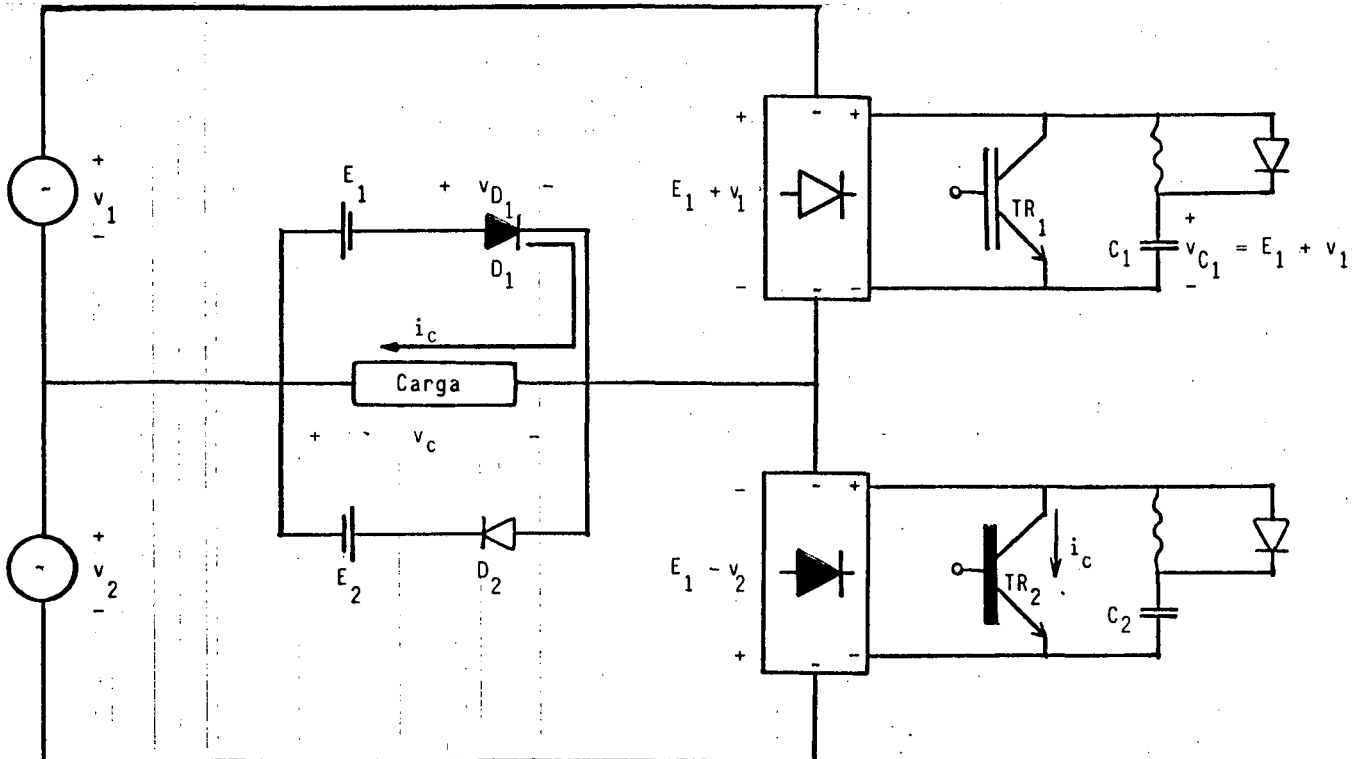 +
v1
-
E1
+ vD1 -
D1
ic
Carga
+ - vc -
E2
D2
+
v2
-
+
E1 + v1
-
- +
- -
TR1
C1
+
vC1 = E1 + v1
-
-
E1 - v2
+
- +
- -
TR2
ic
C2